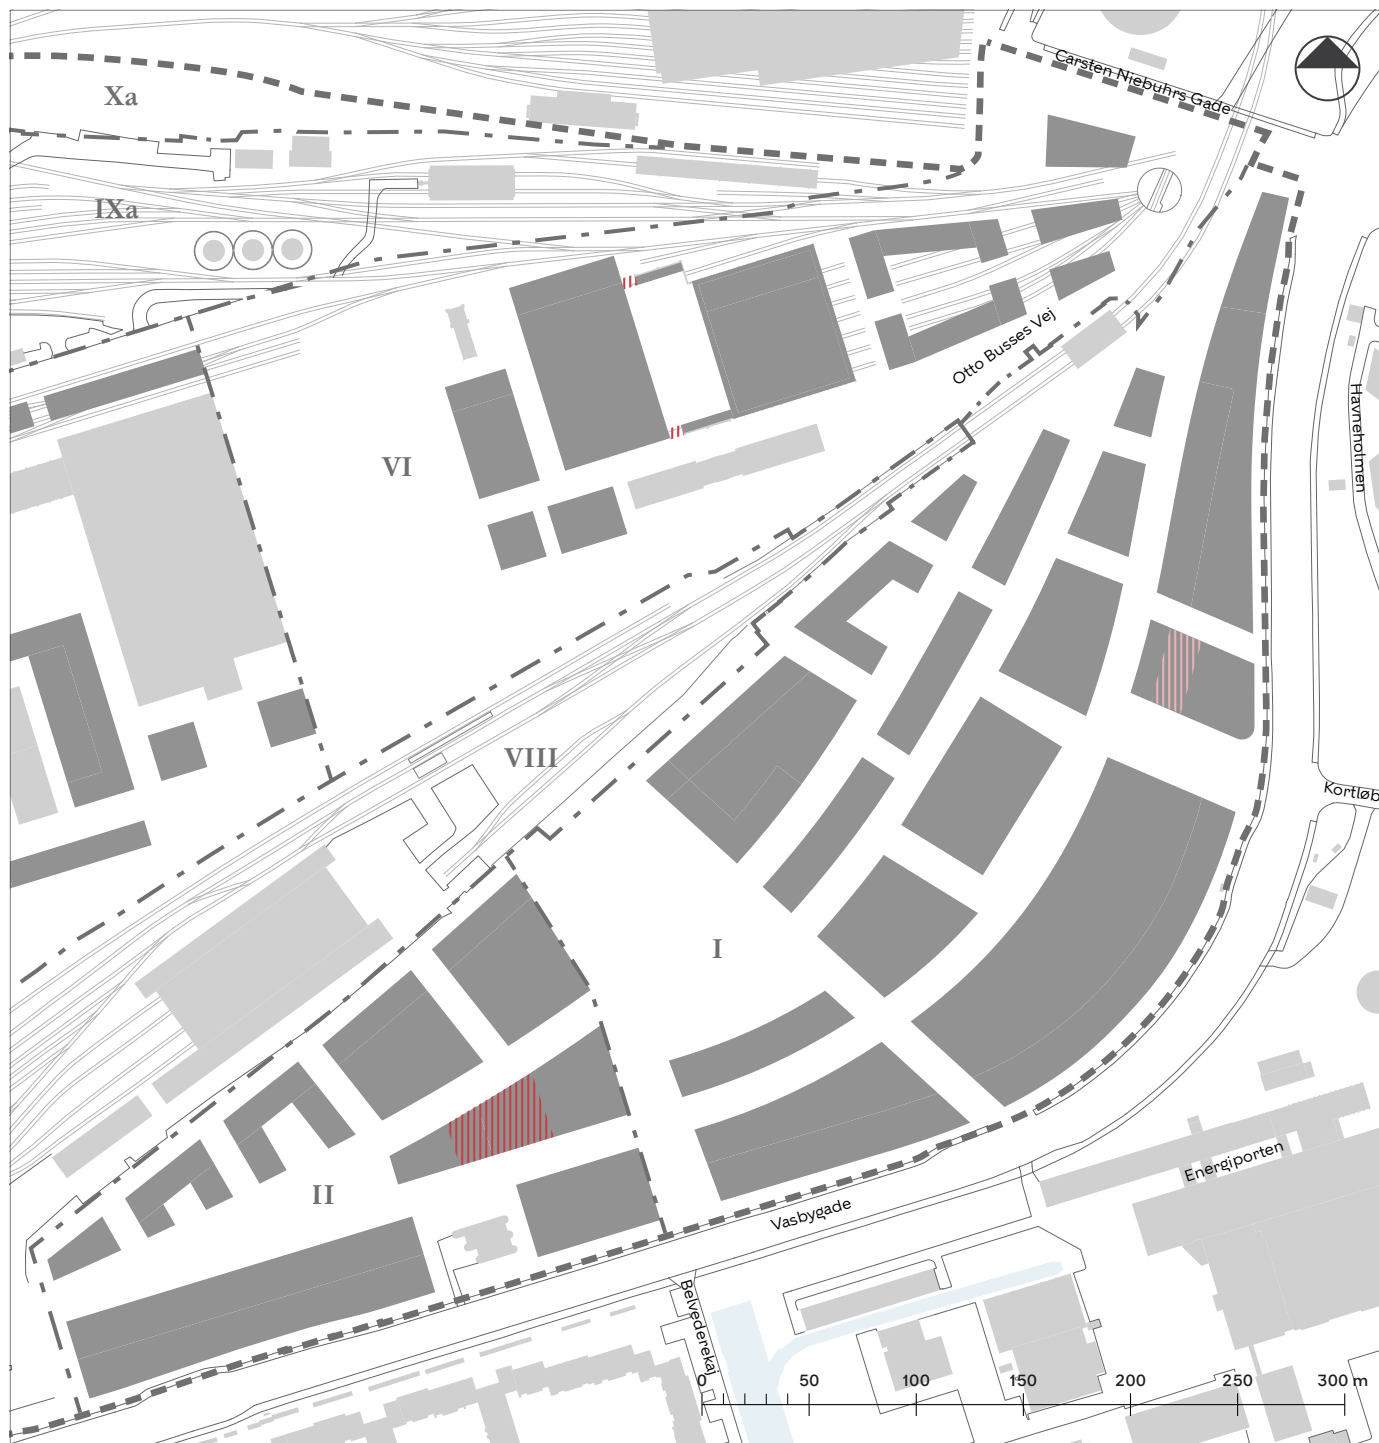 Carsten Niebuhrs Gade
Xa
IXa
Otto Busses Vej
Havneholmen
VI
VIII
Kortløb
I
Energiporten
II
Vasbygade
Belvederekaj
0 50 100 150 200 250 300 m